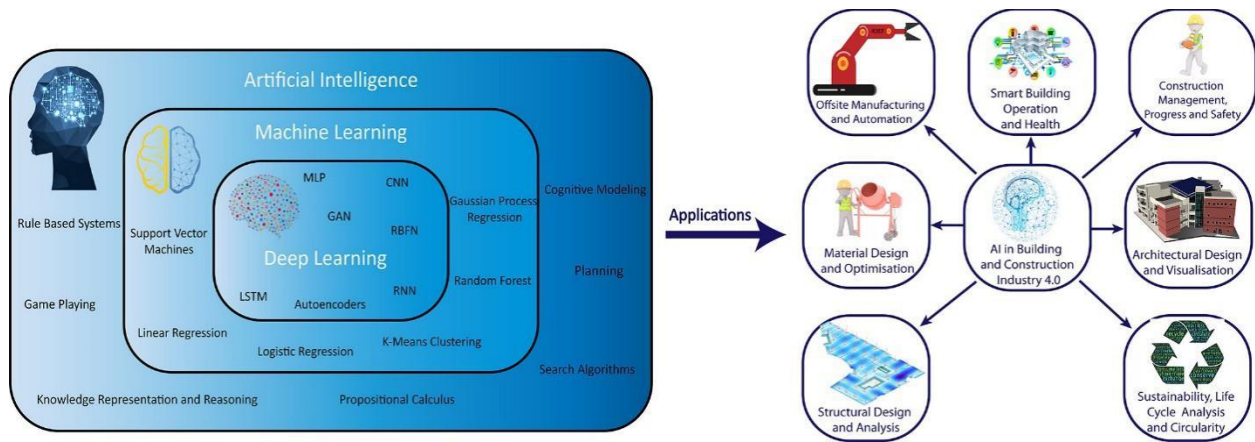 Artificial Intelligence
Machine Learning
MLP
CNN
GAN
RBFN
Deep Learning
LSTM
Autoencoders
RNN
Support Vector
Machines
Gaussian Process
Regression
Random Forest
Linear Regression
Logistic Regression
K-Means Clustering
Rule Based Systems
Game Playing
Cognitive Modeling
Planning
Search Algorithms
Knowledge Representation and Reasoning
Propositional Calculus
Applications
Offsite Manufacturing
and Automation
Smart Building
Operation
and Health
Construction
Management,
Progress and Safety
Material Design
and Optimisation
AI in Building
and Construction
Industry 4.0
Architectural Design
and Visualisation
Structural Design
and Analysis
Sustainability, Life
Cycle Analysis
and Circularity